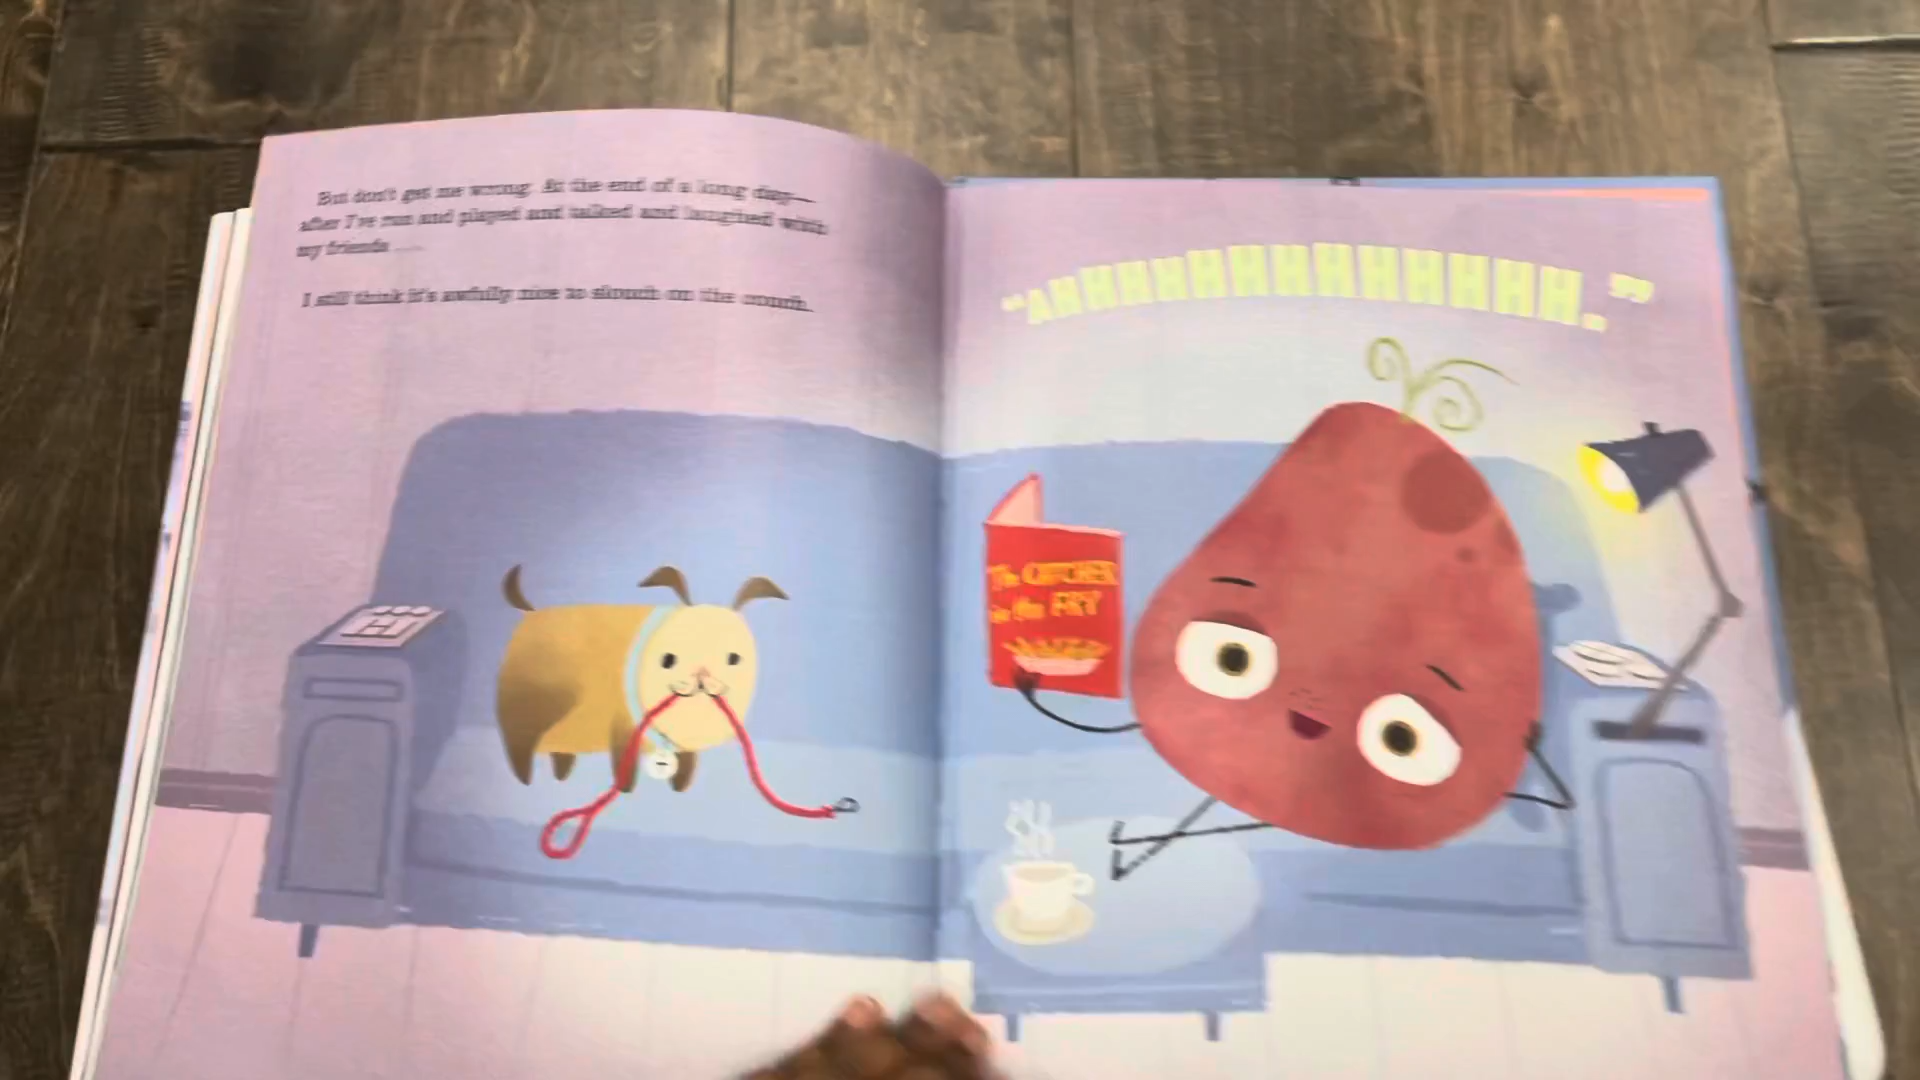 But don't get me wrong. At the end of a long day—
after I've run and played and talked and laughed with
my friends
I still think it's awfully nice to slouch on the couch.
“AHHHHHHHHHHHHH.”
The CATCHER
in the FRY